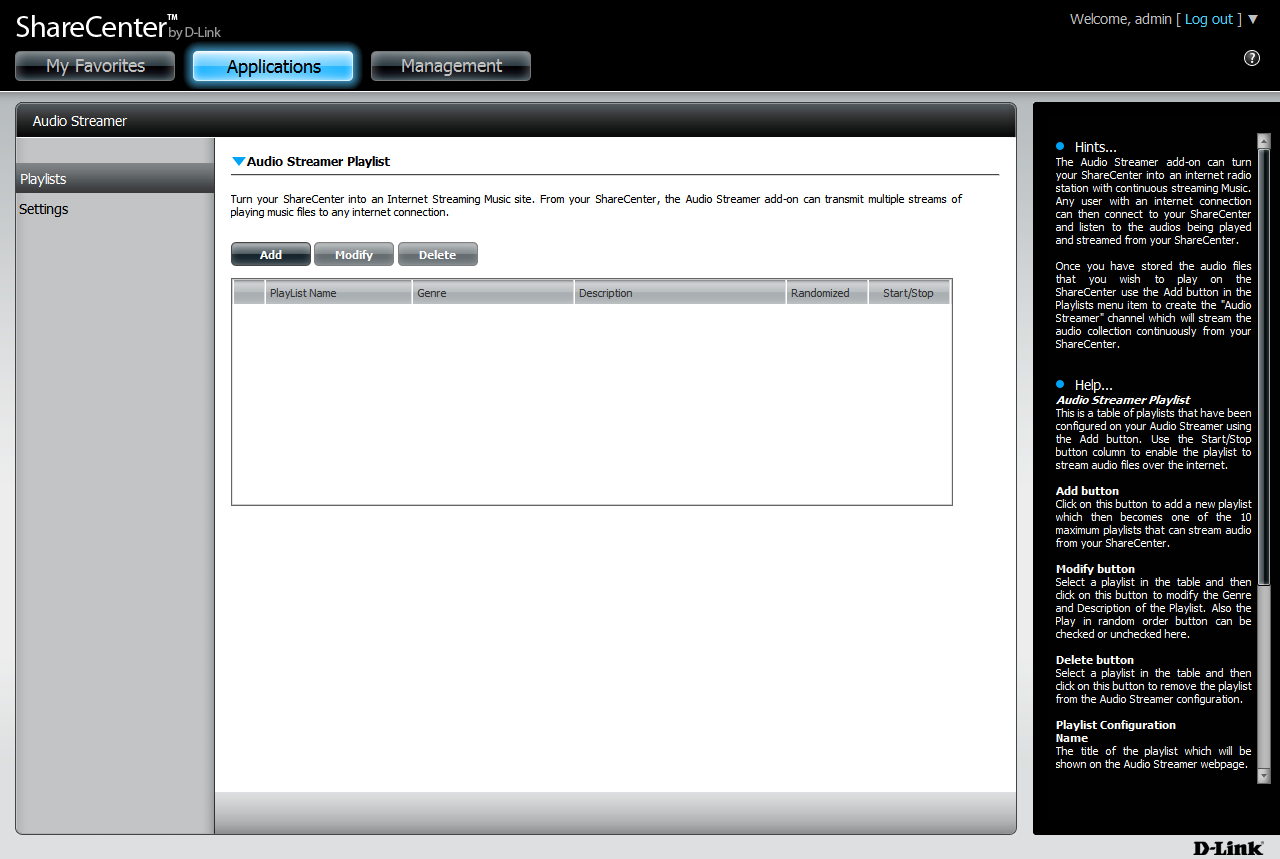 ShareCenter™ by D-Link
Welcome, admin [ Log out ] ▼
My Favorites
Applications
Management
?
Audio Streamer
Playlists
Settings
Audio Streamer Playlist
Turn your ShareCenter into an Internet Streaming Music site. From your ShareCenter, the Audio Streamer add-on can transmit multiple streams of
playing music files to any internet connection.
Add Modify Delete
PlayList Name Genre Description Randomized Start/Stop
Hints...
The Audio Streamer add-on can turn
your ShareCenter into an internet radio
station with continuous streaming Music.
Any user with an internet connection
can then connect to your ShareCenter
and listen to the audios being played
and streamed from your ShareCenter.
Once you have stored the audio files
that you wish to play on the
ShareCenter use the Add button in the
Playlists menu item to create the "Audio
Streamer" channel which will stream the
audio collection continuously from your
ShareCenter.
Help...
Audio Streamer Playlist
This is a table of playlists that have been
configured on your Audio Streamer using
the Add button. Use the Start/Stop
button column to enable the playlist to
stream audio files over the internet.
Add button
Click on this button to add a new playlist
which then becomes one of the 10
maximum playlists that can stream audio
from your ShareCenter.
Modify button
Select a playlist in the table and then
click on this button to modify the Genre
and Description of the Playlist. Also the
Play in random order button can be
checked or unchecked here.
Delete button
Select a playlist in the table and then
click on this button to remove the playlist
from the Audio Streamer configuration.
Playlist Configuration
Name
The title of the playlist which will be
shown on the Audio Streamer webpage.
D-Link